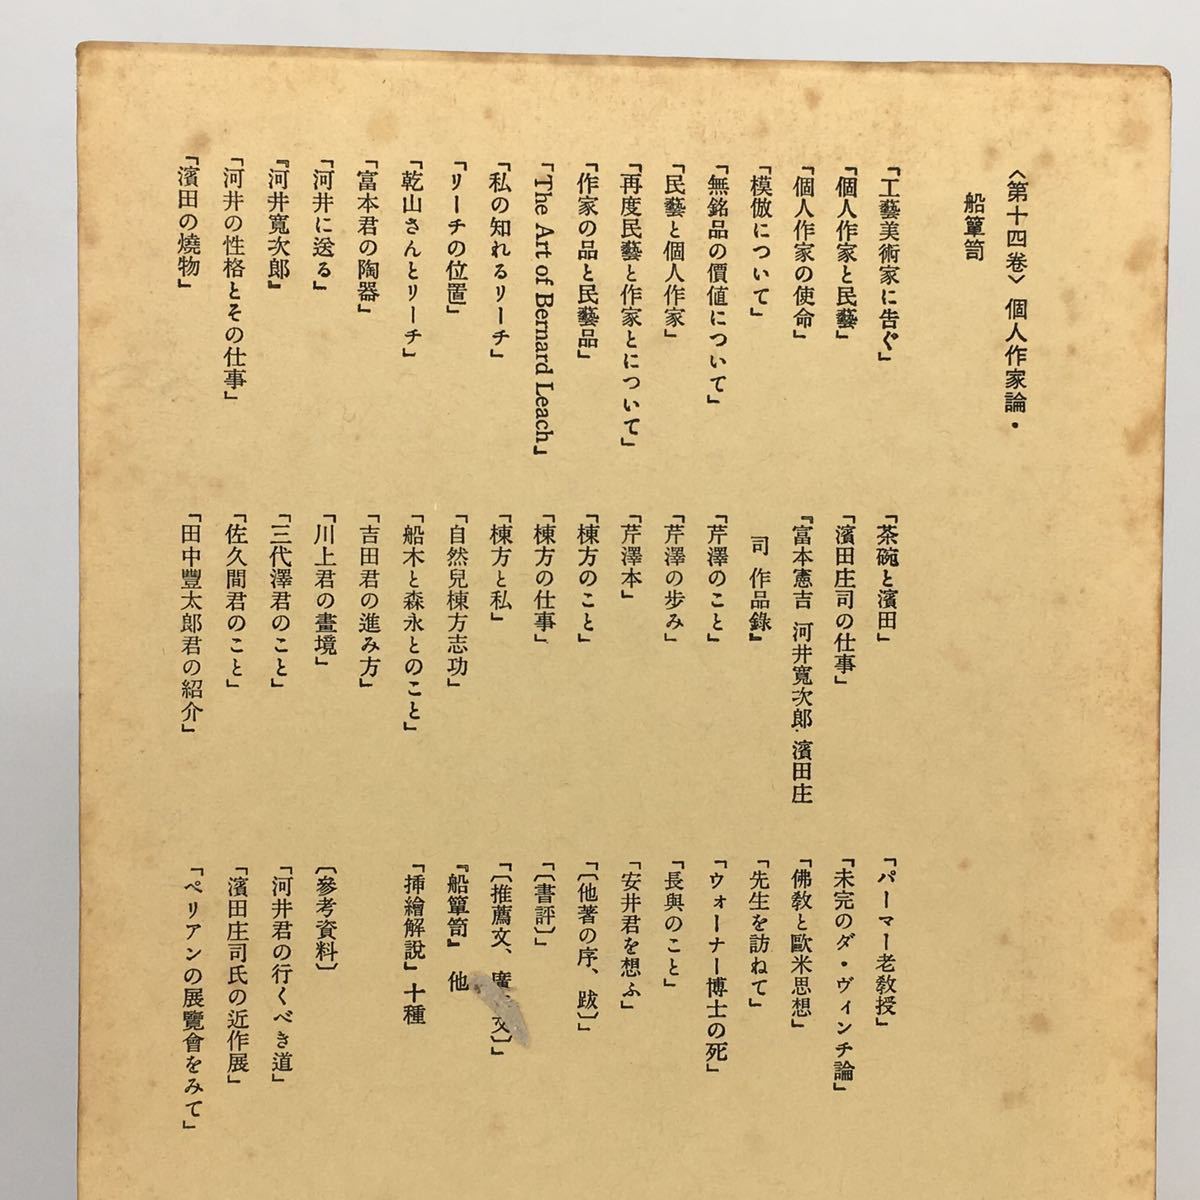 〈第十四卷〉個人作家論・
船簞笥
「工藝美術家に吿ぐ」
「個人作家と民藝」
「個人作家の使命」
「模倣について」
「無銘品の價値について」
「民藝と個人作家」
「再度民藝と作家とについて」
「作家の品と民藝品」
『The Art of Bernard Leach』
「私の知れるリーチ」
「リーチの位置」
「乾山さんとリーチ」
「富本君の陶器」
「河井に送る」
『河井寬次郎』
「河井の性格とその仕事」
「濱田の燒物」
「茶碗と濱田」
「濱田庄司の仕事」
『富本憲吉 河井寬次郎 濱田庄
司 作品錄』
「芹澤のこと」
「芹澤の步み」
「芹澤本」
「棟方のこと」
「棟方の仕事」
「棟方と私」
「自然兒棟方志功」
「船木と森永とのこと」
「吉田君の進み方」
「川上君の畫境」
「三代澤君のこと」
「佐久間君のこと」
「田中豐太郎君の紹介」
「パーマー老敎授」
「未完のダ・ヴィンチ論」
「佛敎と歐米思想」
「先生を訪ねて」
「ウォーナー博士の死」
「長與のこと」
「安井君を想ふ」
「〔他著の序、跋〕」
「〔書評〕」
「〔推薦文、廣 文〕」
『船簞笥』他
「挿繪解說」十種
〔參考資料〕
「河井君の行くべき道」
「濱田庄司氏の近作展」
「ペリアンの展覽會をみて」